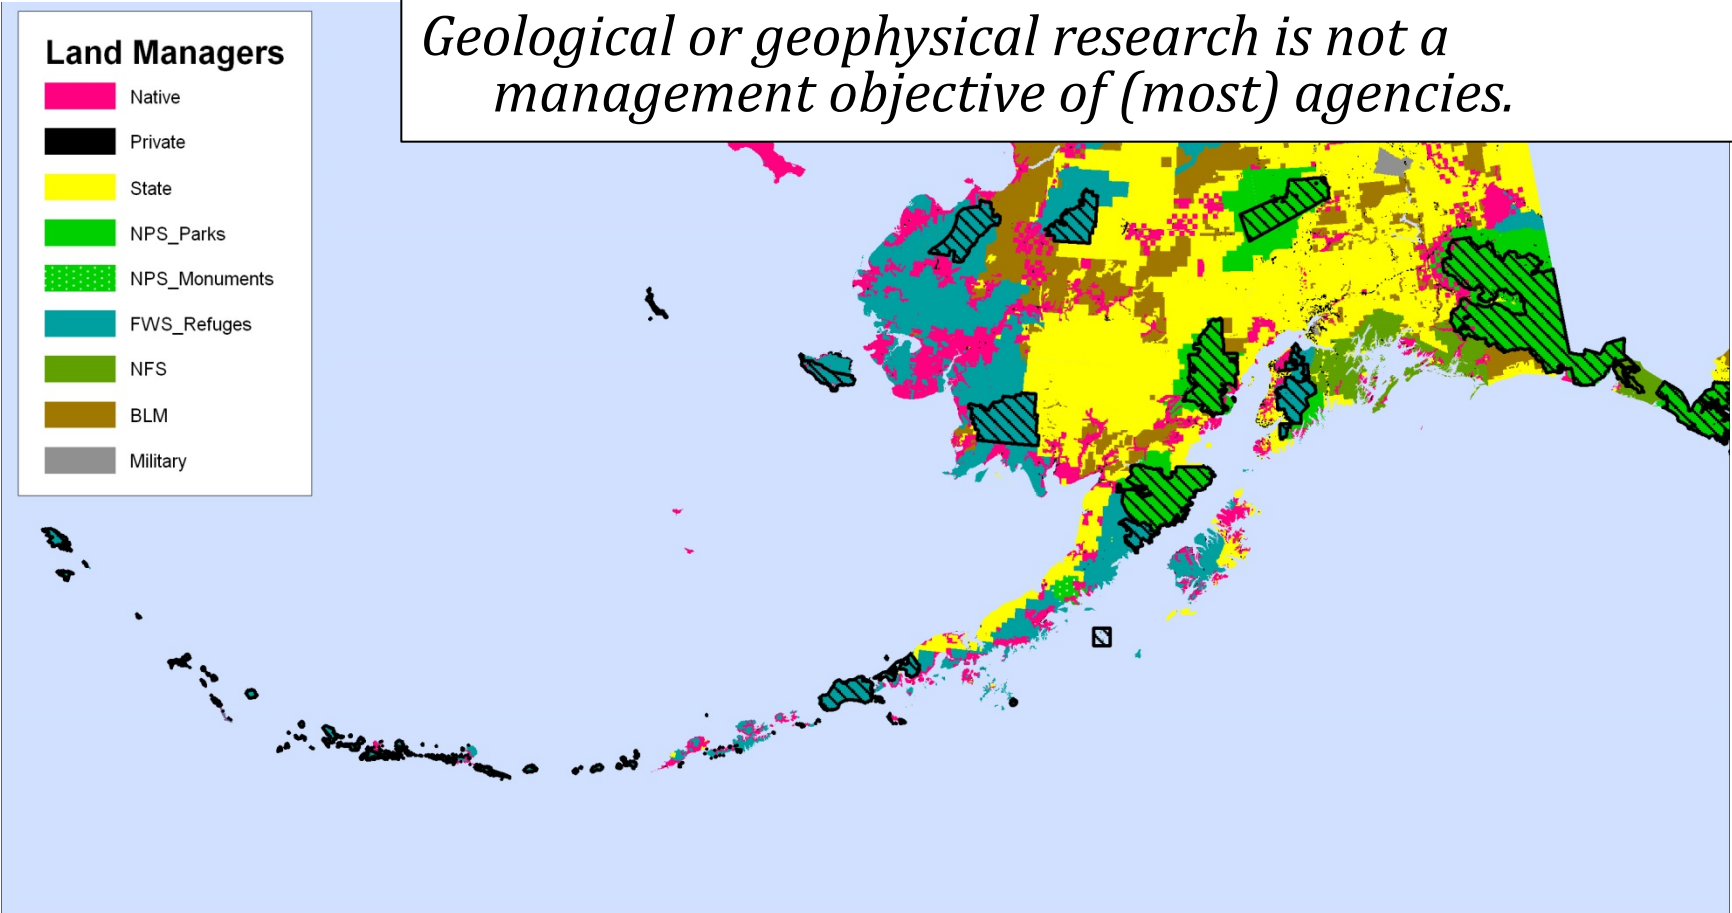 Geological or geophysical research is not a
management objective of (most) agencies.
Land Managers
Native
Private
State
NPS_Parks
NPS_Monuments
FWS_Refuges
NFS
BLM
Military